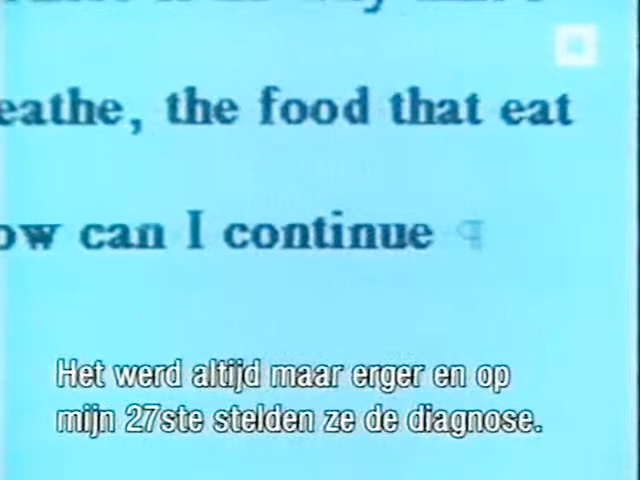 eathe, the food that eat
ow can I continue ¶
Het werd altijd maar erger en op
mijn 27ste stelden ze de diagnose.